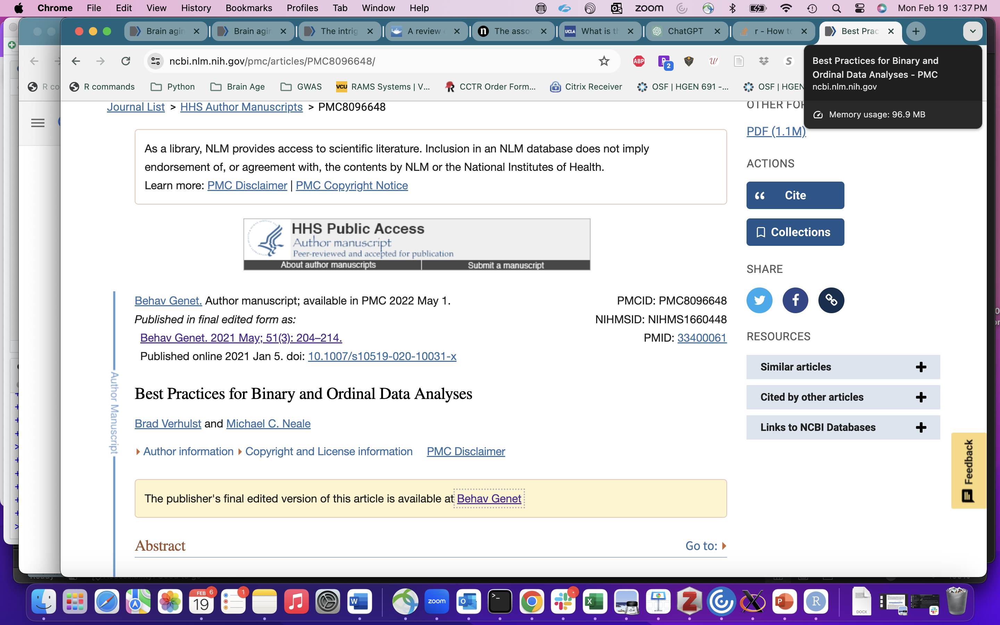 Chrome File Edit View History Bookmarks Profiles Tab Window Help zoom Mon Feb 19 1:37 PM
Brain agin Brain agin The intrig A review The asso UCLA What is ChatGPT r - How to Best Prac
ncbi.nlm.nih.gov/pmc/articles/PMC8096648/ ABP 2
R co R commands Python Brain Age GWAS VCU RAMS Systems | V... CCTR Order Form... Citrix Receiver OSF | HGEN 691 -... OSF | HGEN
Best Practices for Binary and
Ordinal Data Analyses - PMC
ncbi.nlm.nih.gov
Memory usage: 96.9 MB
Journal List > HHS Author Manuscripts > PMC8096648
As a library, NLM provides access to scientific literature. Inclusion in an NLM database does not imply
endorsement of, or agreement with, the contents by NLM or the National Institutes of Health.
Learn more: PMC Disclaimer | PMC Copyright Notice
HHS Public Access
Author manuscript
Peer-reviewed and accepted for publication
About author manuscripts Submit a manuscript
Behav Genet. Author manuscript; available in PMC 2022 May 1.
Published in final edited form as:
Behav Genet. 2021 May; 51(3): 204–214.
Published online 2021 Jan 5. doi: 10.1007/s10519-020-10031-x
PMCID: PMC8096648
NIHMSID: NIHMS1660448
PMID: 33400061
Author Manuscript
Best Practices for Binary and Ordinal Data Analyses
Brad Verhulst and Michael C. Neale
Author information Copyright and License information PMC Disclaimer
The publisher's final edited version of this article is available at Behav Genet
Abstract Go to:
OTHER FOR
PDF (1.1M)
ACTIONS
Cite
Collections
SHARE
RESOURCES
Similar articles
Cited by other articles
Links to NCBI Databases
Feedback
FEB 19 6 1 W zoom O X Z X P R DOCX